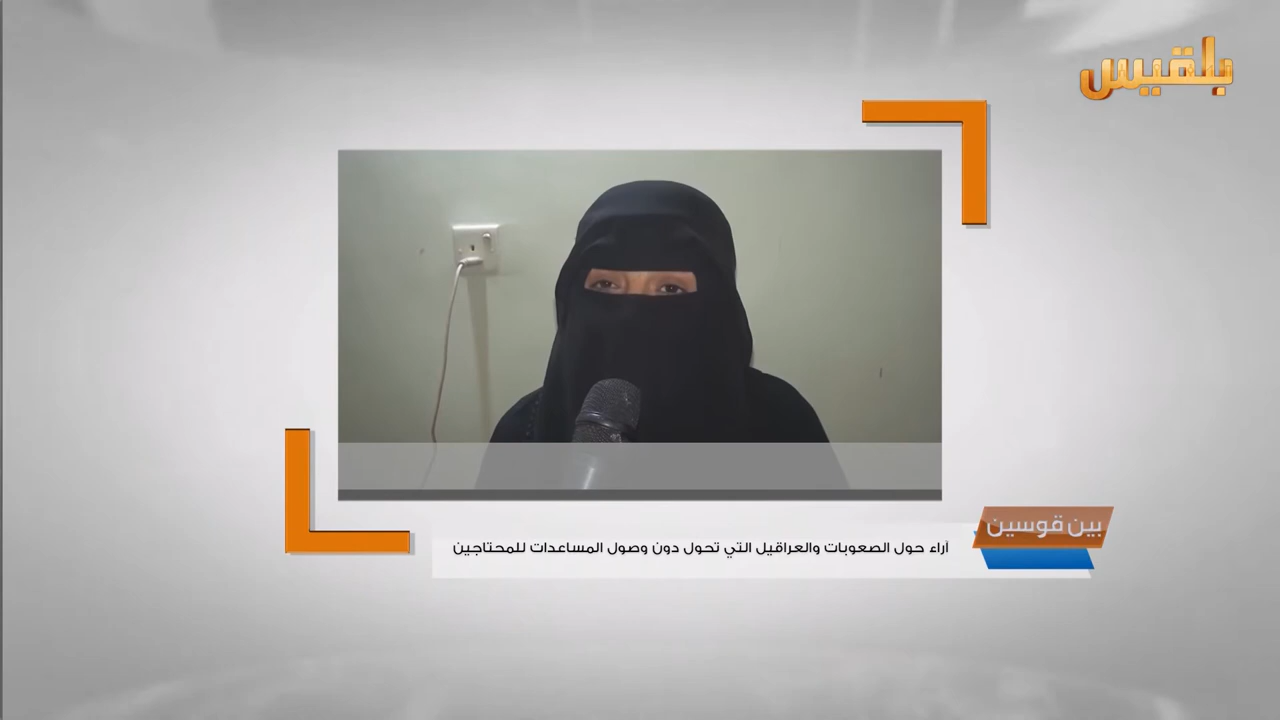 بلقيس
بين قوسين
آراء حول الصعوبات والعراقيل التي تحول دون وصول المساعدات للمحتاجين